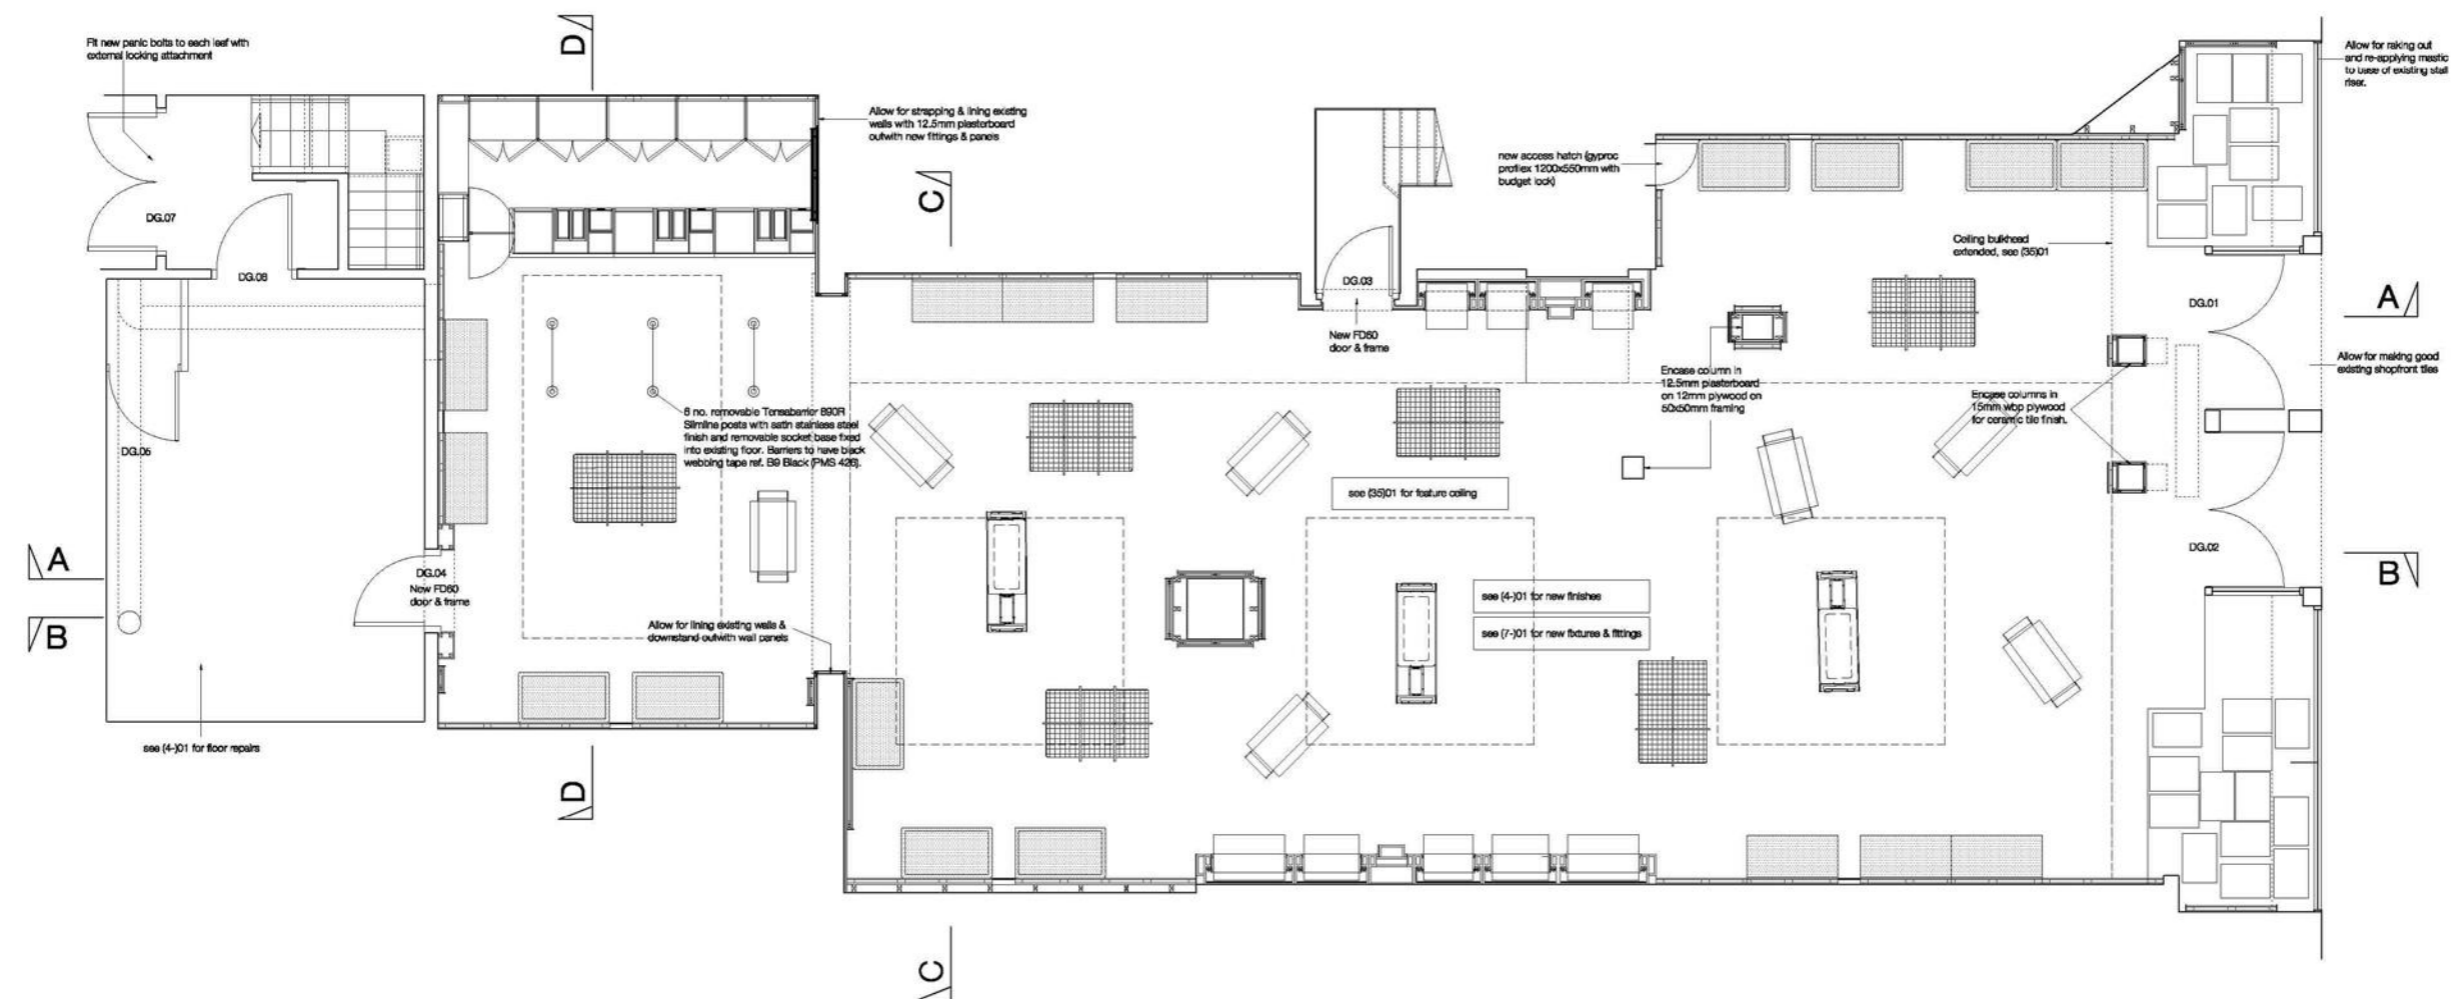 Fit new panic bolts to each leaf with
external locking attachment
D
Allow for strapping & lining existing
walls with 12.5mm plasterboard
outwith new fittings & panels
C
new access hatch (gyproc
profilex 1200x550mm with
budget lock)
Allow for raking out
and re-applying mastic
to base of existing stall
riser.
Ceiling bulkhead
extended, see (35)01
DG.07
DG.06
DG.03
New FD60
door & frame
DG.01
A
Allow for making good
existing shopfront tiles
Encase column in
12.5mm plasterboard
on 12mm plywood on
50x50mm framing
Encase columns in
15mm wbp plywood
for ceramic tile finish.
6 no. removable Tensabarrier 890R
Slimline posts with satin stainless steel
finish and removable socket base fixed
into existing floor. Barriers to have black
webbing tape ref. B9 Black (PMS 426).
DG.05
see (35)01 for feature ceiling
DG.02
A
DG.04
New FD60
door & frame
B
B
see (4-)01 for new finishes
see (7-)01 for new fixtures & fittings
Allow for lining existing walls &
downstand outwith wall panels
see (4-)01 for floor repairs
D
C